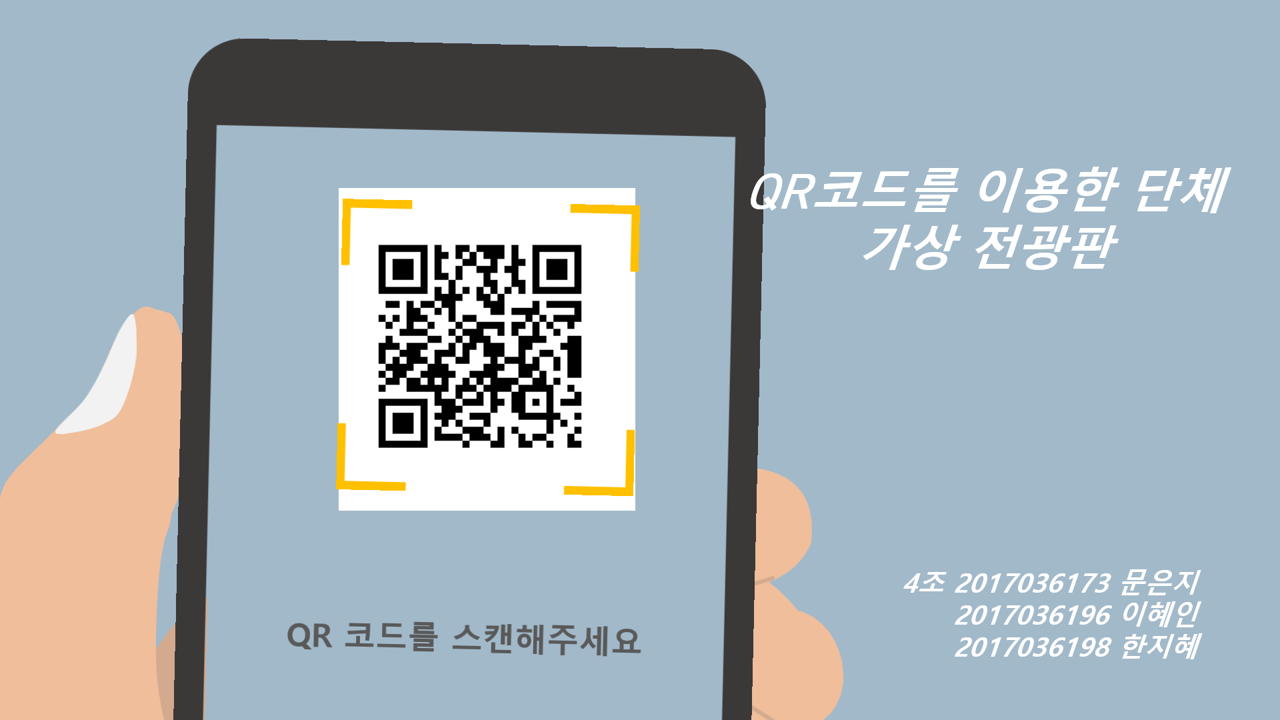 QR코드를 이용한 단체
가상 전광판
QR 코드를 스캔해주세요
4조 2017036173 문은지
2017036196 이혜인
2017036198 한지혜